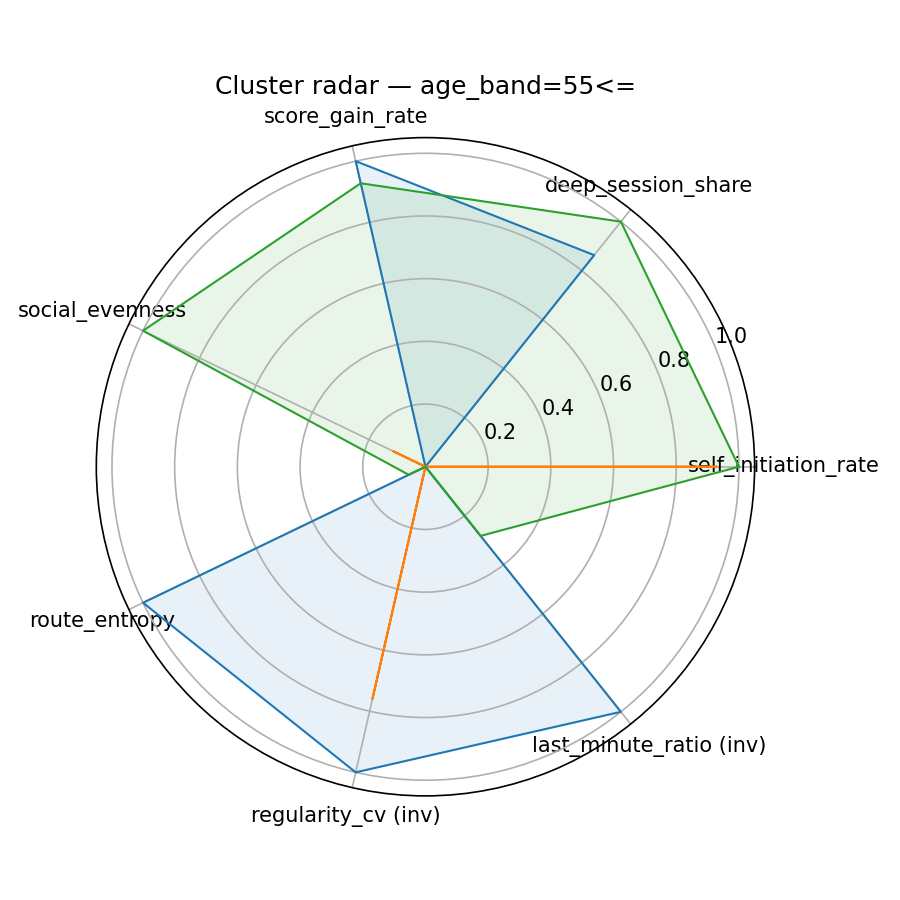 Cluster radar — age_band=55<=
score_gain_rate
deep_session_share
social_evenness
1.0
0.8
0.6
0.4
0.2
self_initiation_rate
route_entropy
last_minute_ratio (inv)
regularity_cv (inv)